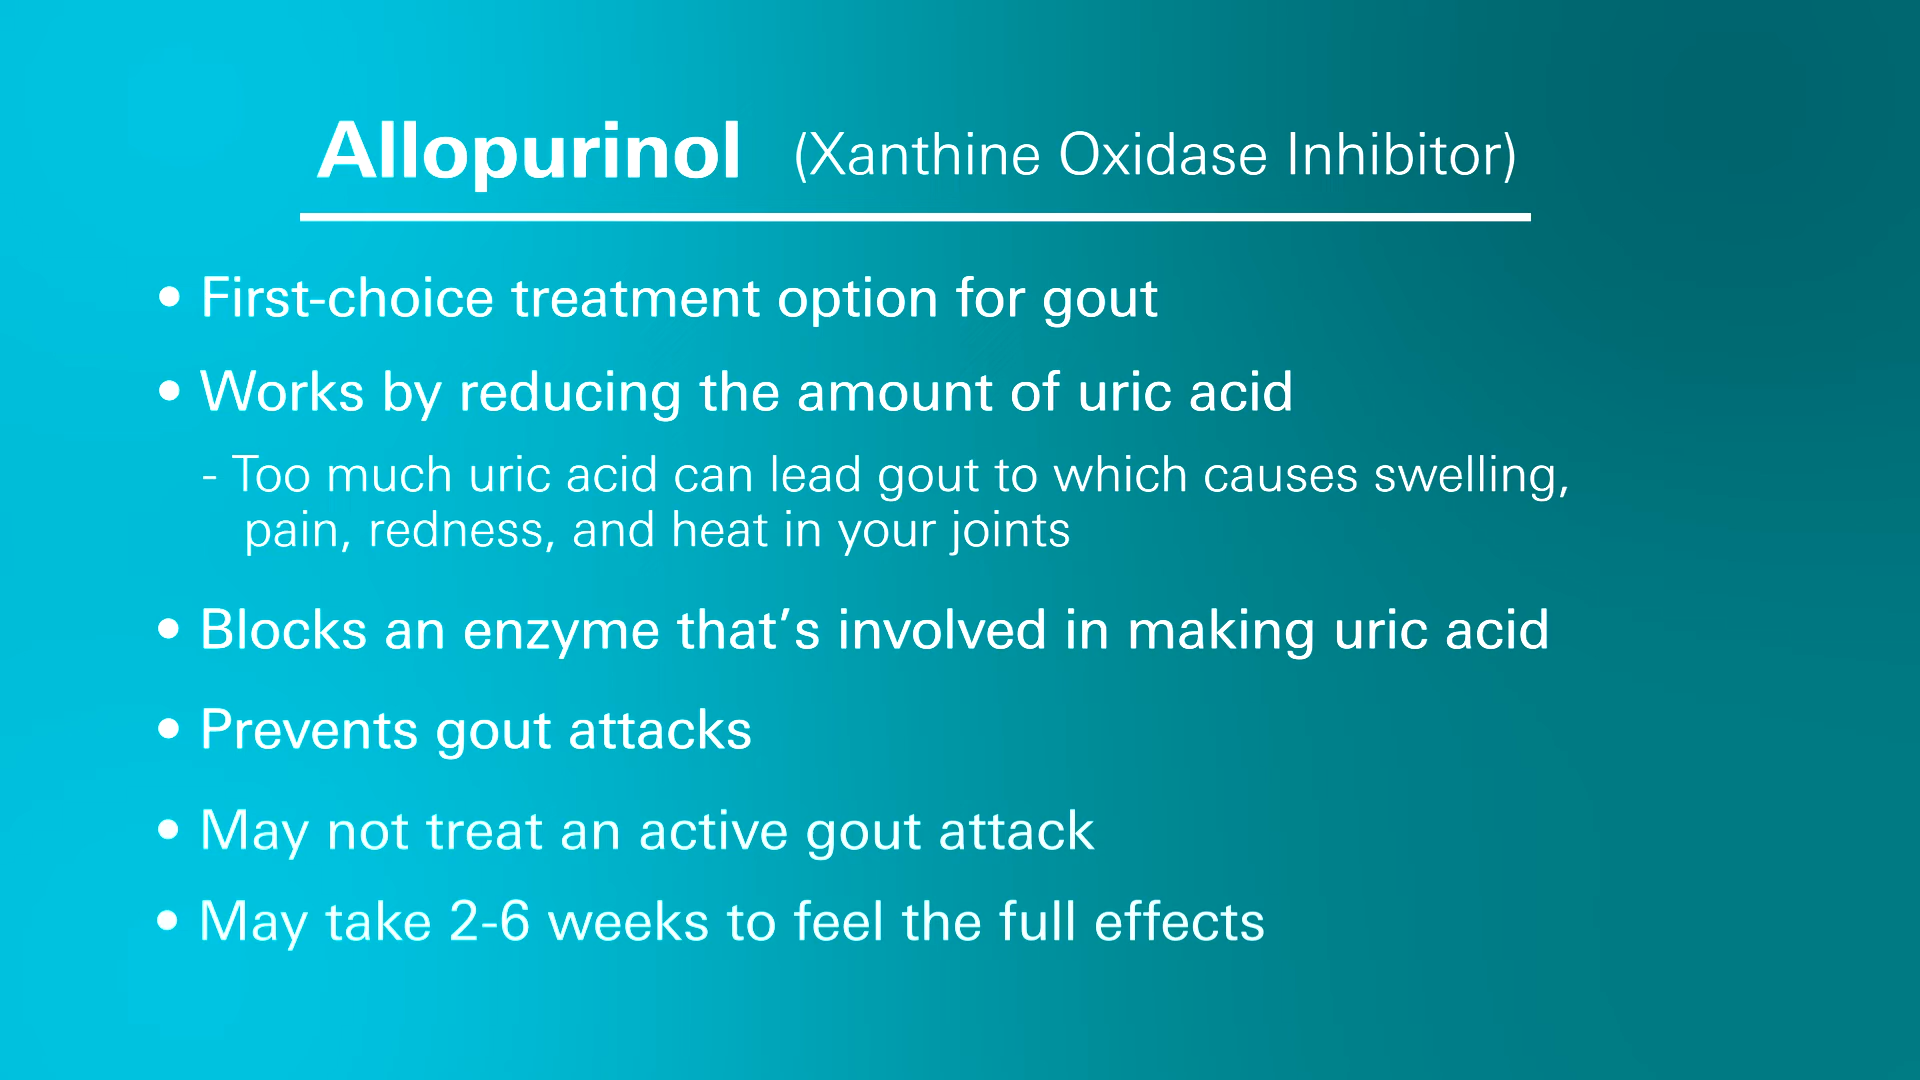 Allopurinol (Xanthine Oxidase Inhibitor)
• First-choice treatment option for gout
• Works by reducing the amount of uric acid
- Too much uric acid can lead gout to which causes swelling,
pain, redness, and heat in your joints
• Blocks an enzyme that’s involved in making uric acid
• Prevents gout attacks
• May not treat an active gout attack
• May take 2-6 weeks to feel the full effects